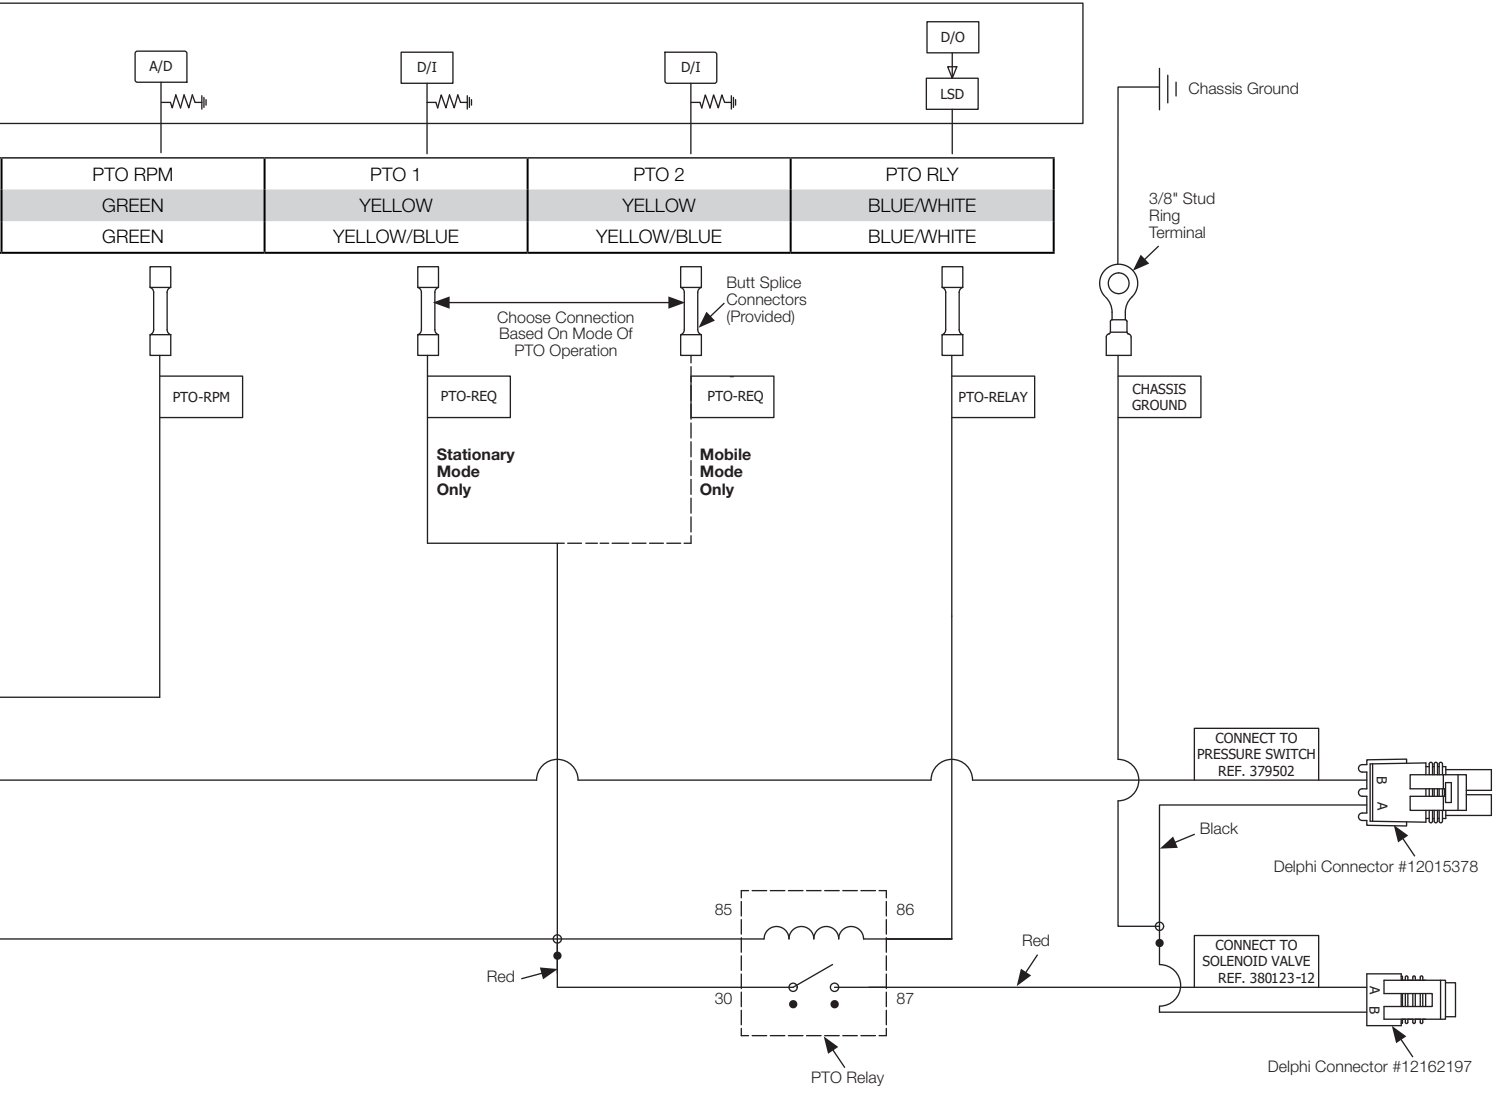 A/D
D/I
D/I
D/O
LSD
Chassis Ground
PTO RPM
PTO 1
PTO 2
PTO RLY
GREEN
YELLOW
YELLOW
BLUE/WHITE
GREEN
YELLOW/BLUE
YELLOW/BLUE
BLUE/WHITE
3/8" Stud
Ring
Terminal
Butt Splice
Connectors
(Provided)
Choose Connection
Based On Mode Of
PTO Operation
PTO-RPM
PTO-REQ
PTO-REQ
PTO-RELAY
CHASSIS
GROUND
Stationary
Mode
Only
Mobile
Mode
Only
CONNECT TO
PRESSURE SWITCH
REF. 379502
B
A
Black
Delphi Connector #12015378
85
86
Red
Red
30
87
CONNECT TO
SOLENOID VALVE
REF. 380123-12
A
B
PTO Relay
Delphi Connector #12162197